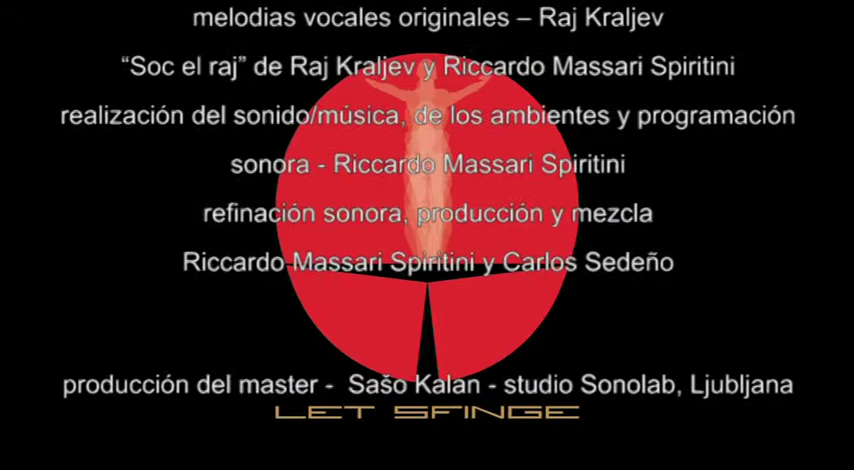 melodias vocales originales – Raj Kraljev
“Soc el raj” de Raj Kraljev y Riccardo Massari Spiritini
realización del sonido/música, de los ambientes y programación
sonora - Riccardo Massari Spiritini
refinación sonora, producción y mezcla
Riccardo Massari Spiritini y Carlos Sedeño
producción del master - Sašo Kalan - studio Sonolab, Ljubljana
LET SFINGE